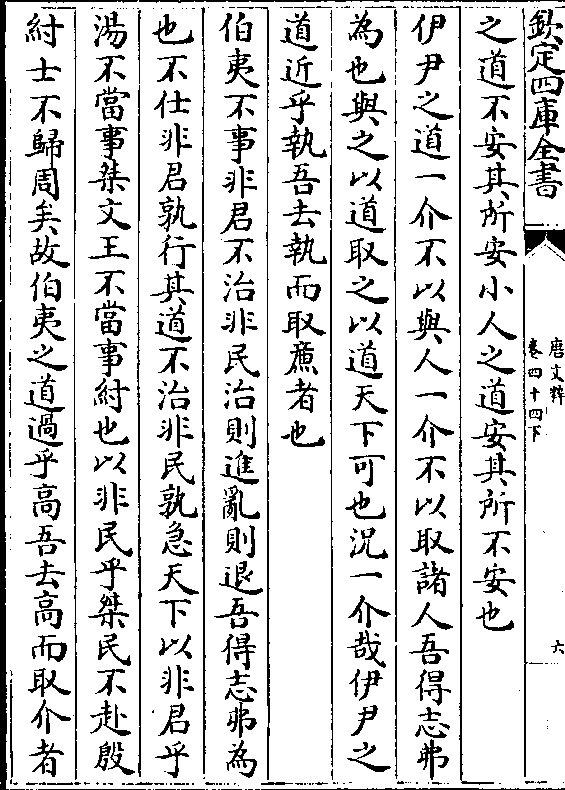 欽定四庫全書
唐文粹
卷四十四下
六
之道不安其所安小人之道安其所不安也
伊尹之道一介不以與人一介不以取諸人吾得志弗
為也與之以道取之以道天下可也況一介哉伊尹之
道近乎執吾去執而取廉者也
伯夷不事非君不治非民治則進亂則退吾得志弗為
也不仕非君孰行其道不治非民孰急天下以非君乎
湯不當事桀文王不當事紂也以非民乎桀民不赴殷
紂士不歸周矣故伯夷之道過乎高吾去高而取介者